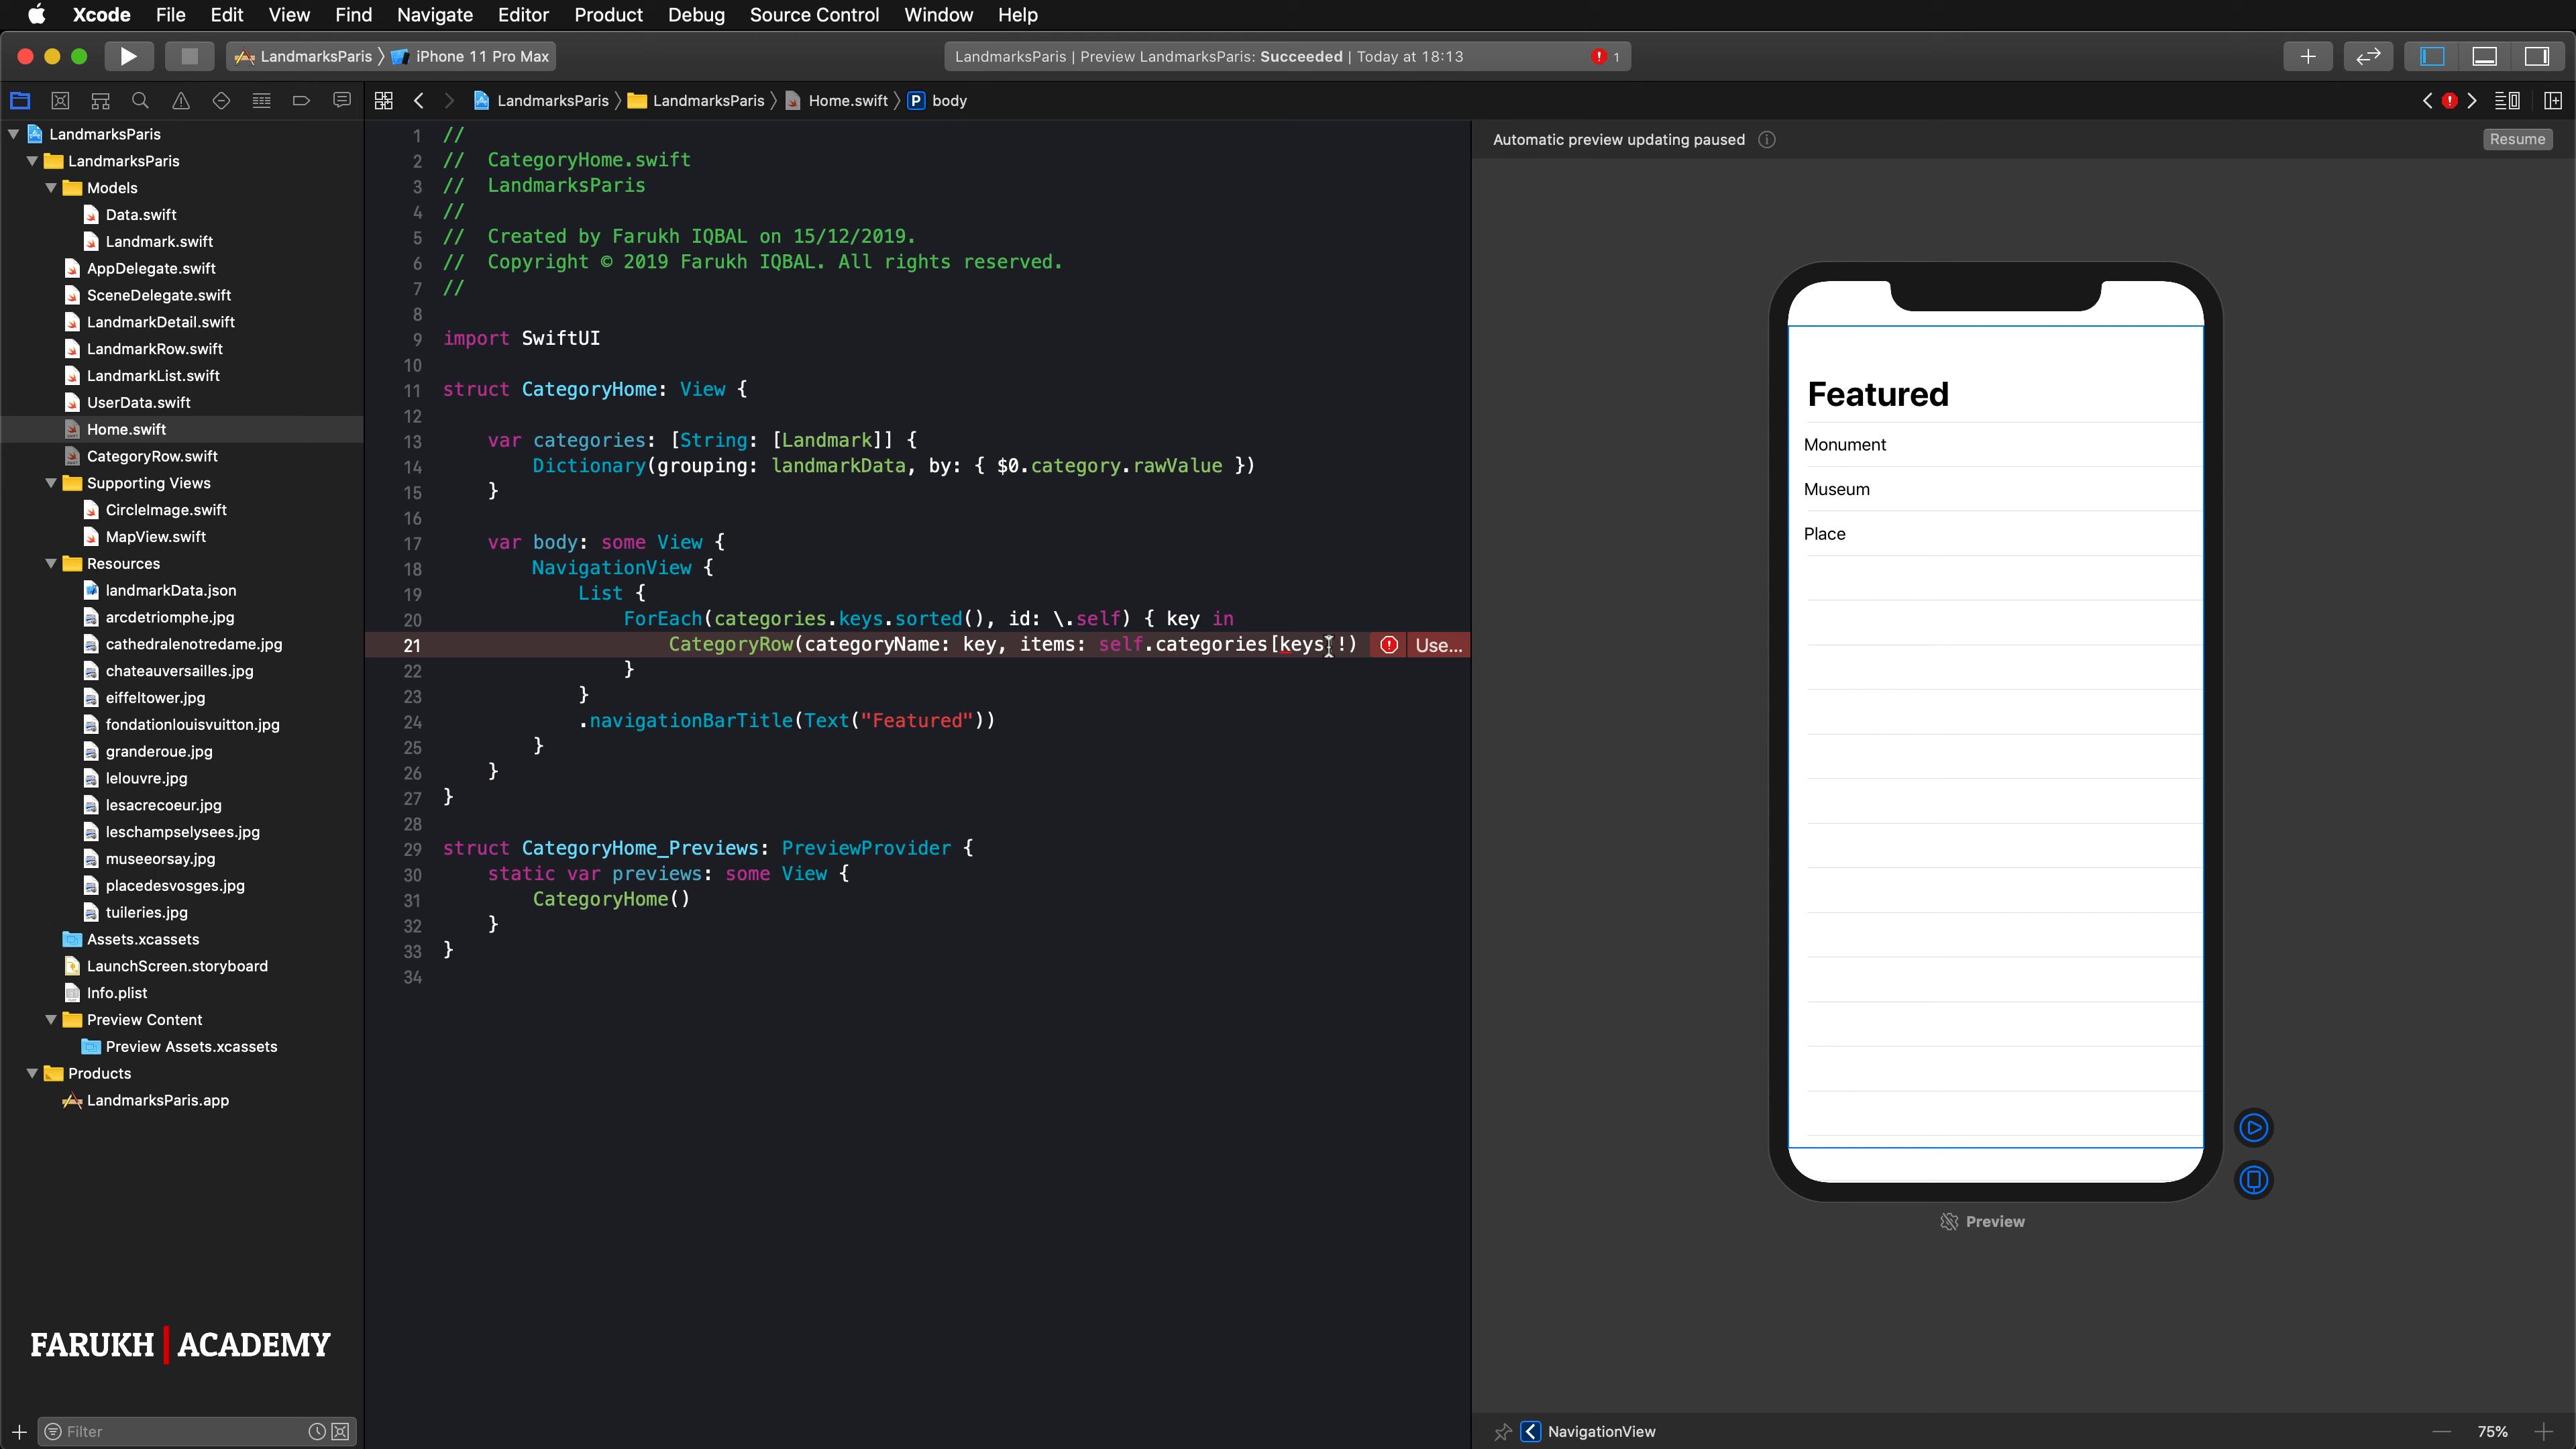 Xcode File Edit View Find Navigate Editor Product Debug Source Control Window Help
LandmarksParis 〉 iPhone 11 Pro Max
LandmarksParis | Preview LandmarksParis: Succeeded | Today at 18:13
1
LandmarksParis 〉 LandmarksParis 〉 Home.swift 〉 P body
LandmarksParis
LandmarksParis
Models
Data.swift
Landmark.swift
AppDelegate.swift
SceneDelegate.swift
LandmarkDetail.swift
LandmarkRow.swift
LandmarkList.swift
UserData.swift
Home.swift
CategoryRow.swift
Supporting Views
CircleImage.swift
MapView.swift
Resources
landmarkData.json
arcdetriomphe.jpg
cathedralenotredame.jpg
chateauversailles.jpg
eiffeltower.jpg
fondationlouisvuitton.jpg
granderoue.jpg
lelouvre.jpg
lesacrecoeur.jpg
leschampselysees.jpg
museeorsay.jpg
placedesvosges.jpg
tuileries.jpg
Assets.xcassets
LaunchScreen.storyboard
Info.plist
Preview Content
Preview Assets.xcassets
Products
LandmarksParis.app
FARUKH | ACADEMY
Filter
1 //
2 // CategoryHome.swift
3 // LandmarksParis
4 //
5 // Created by Farukh IQBAL on 15/12/2019.
6 // Copyright © 2019 Farukh IQBAL. All rights reserved.
7 //
8
9 import SwiftUI
10
11 struct CategoryHome: View {
12
13 var categories: [String: [Landmark]] {
14 Dictionary(grouping: landmarkData, by: { $0.category.rawValue })
15 }
16
17 var body: some View {
18 NavigationView {
19 List {
20 ForEach(categories.keys.sorted(), id: \.self) { key in
21 CategoryRow(categoryName: key, items: self.categories[keys]!) Use...
22 }
23 }
24 .navigationBarTitle(Text("Featured"))
25 }
26 }
27 }
28
29 struct CategoryHome_Previews: PreviewProvider {
30 static var previews: some View {
31 CategoryHome()
32 }
33 }
34
Automatic preview updating paused
Resume
Featured
Monument
Museum
Place
Preview
NavigationView
75%